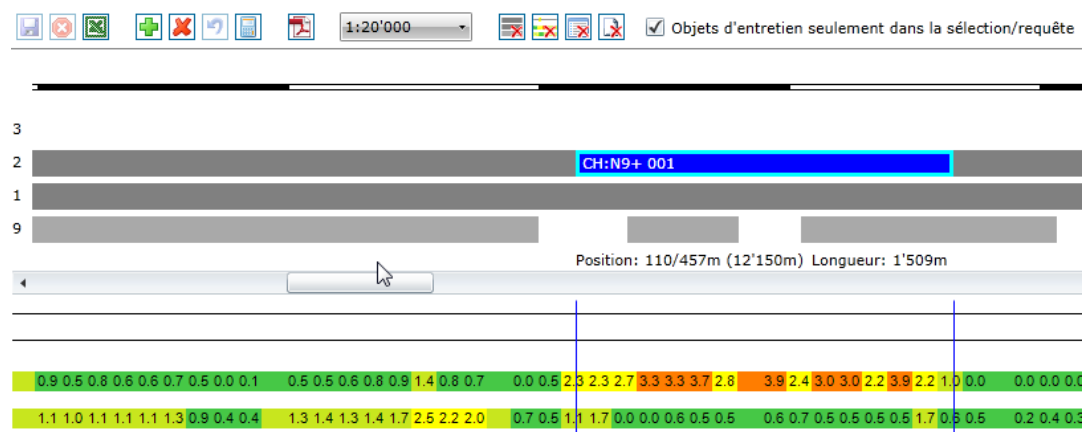 1:20'000 Objets d'entretien seulement dans la sélection/requête
3
2 CH:N9+ 001
1
9
Position: 110/457m (12'150m) Longueur: 1'509m
0.9 0.5 0.8 0.6 0.6 0.7 0.5 0.0 0.1 0.5 0.5 0.6 0.8 0.9 1.4 0.8 0.7 0.0 0.5 2.3 2.3 2.7 3.3 3.3 3.7 2.8 3.9 2.4 3.0 3.0 2.2 3.9 2.2 1.0 0.0 0.0 0.0
1.1 1.0 1.1 1.1 1.1 1.3 0.9 0.4 0.4 1.3 1.4 1.3 1.4 1.7 2.5 2.2 2.0 0.7 0.5 1.1 1.7 0.0 0.0 0.6 0.5 0.5 0.6 0.7 0.5 0.5 0.5 0.5 1.7 0.6 0.5 0.2 0.4